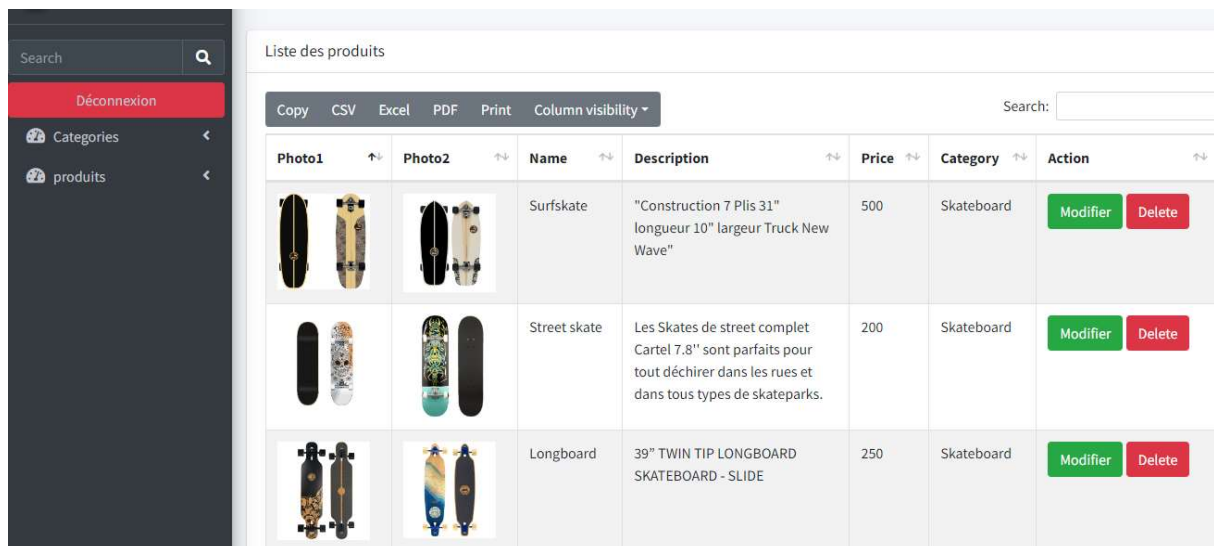 Search
Déconnexion
Categories
produits
Liste des produits
Copy CSV Excel PDF Print Column visibility
Search:
Photo1 Photo2 Name Description Price Category Action
Surfskate "Construction 7 Plis 31" 500 Skateboard Modifier Delete
longueur 10" largeur Truck New
Wave"
Street skate Les Skates de street complet 200 Skateboard Modifier Delete
Cartel 7.8'' sont parfaits pour
tout déchirer dans les rues et
dans tous types de skateparks.
Longboard 39” TWIN TIP LONGBOARD 250 Skateboard Modifier Delete
SKATEBOARD - SLIDE